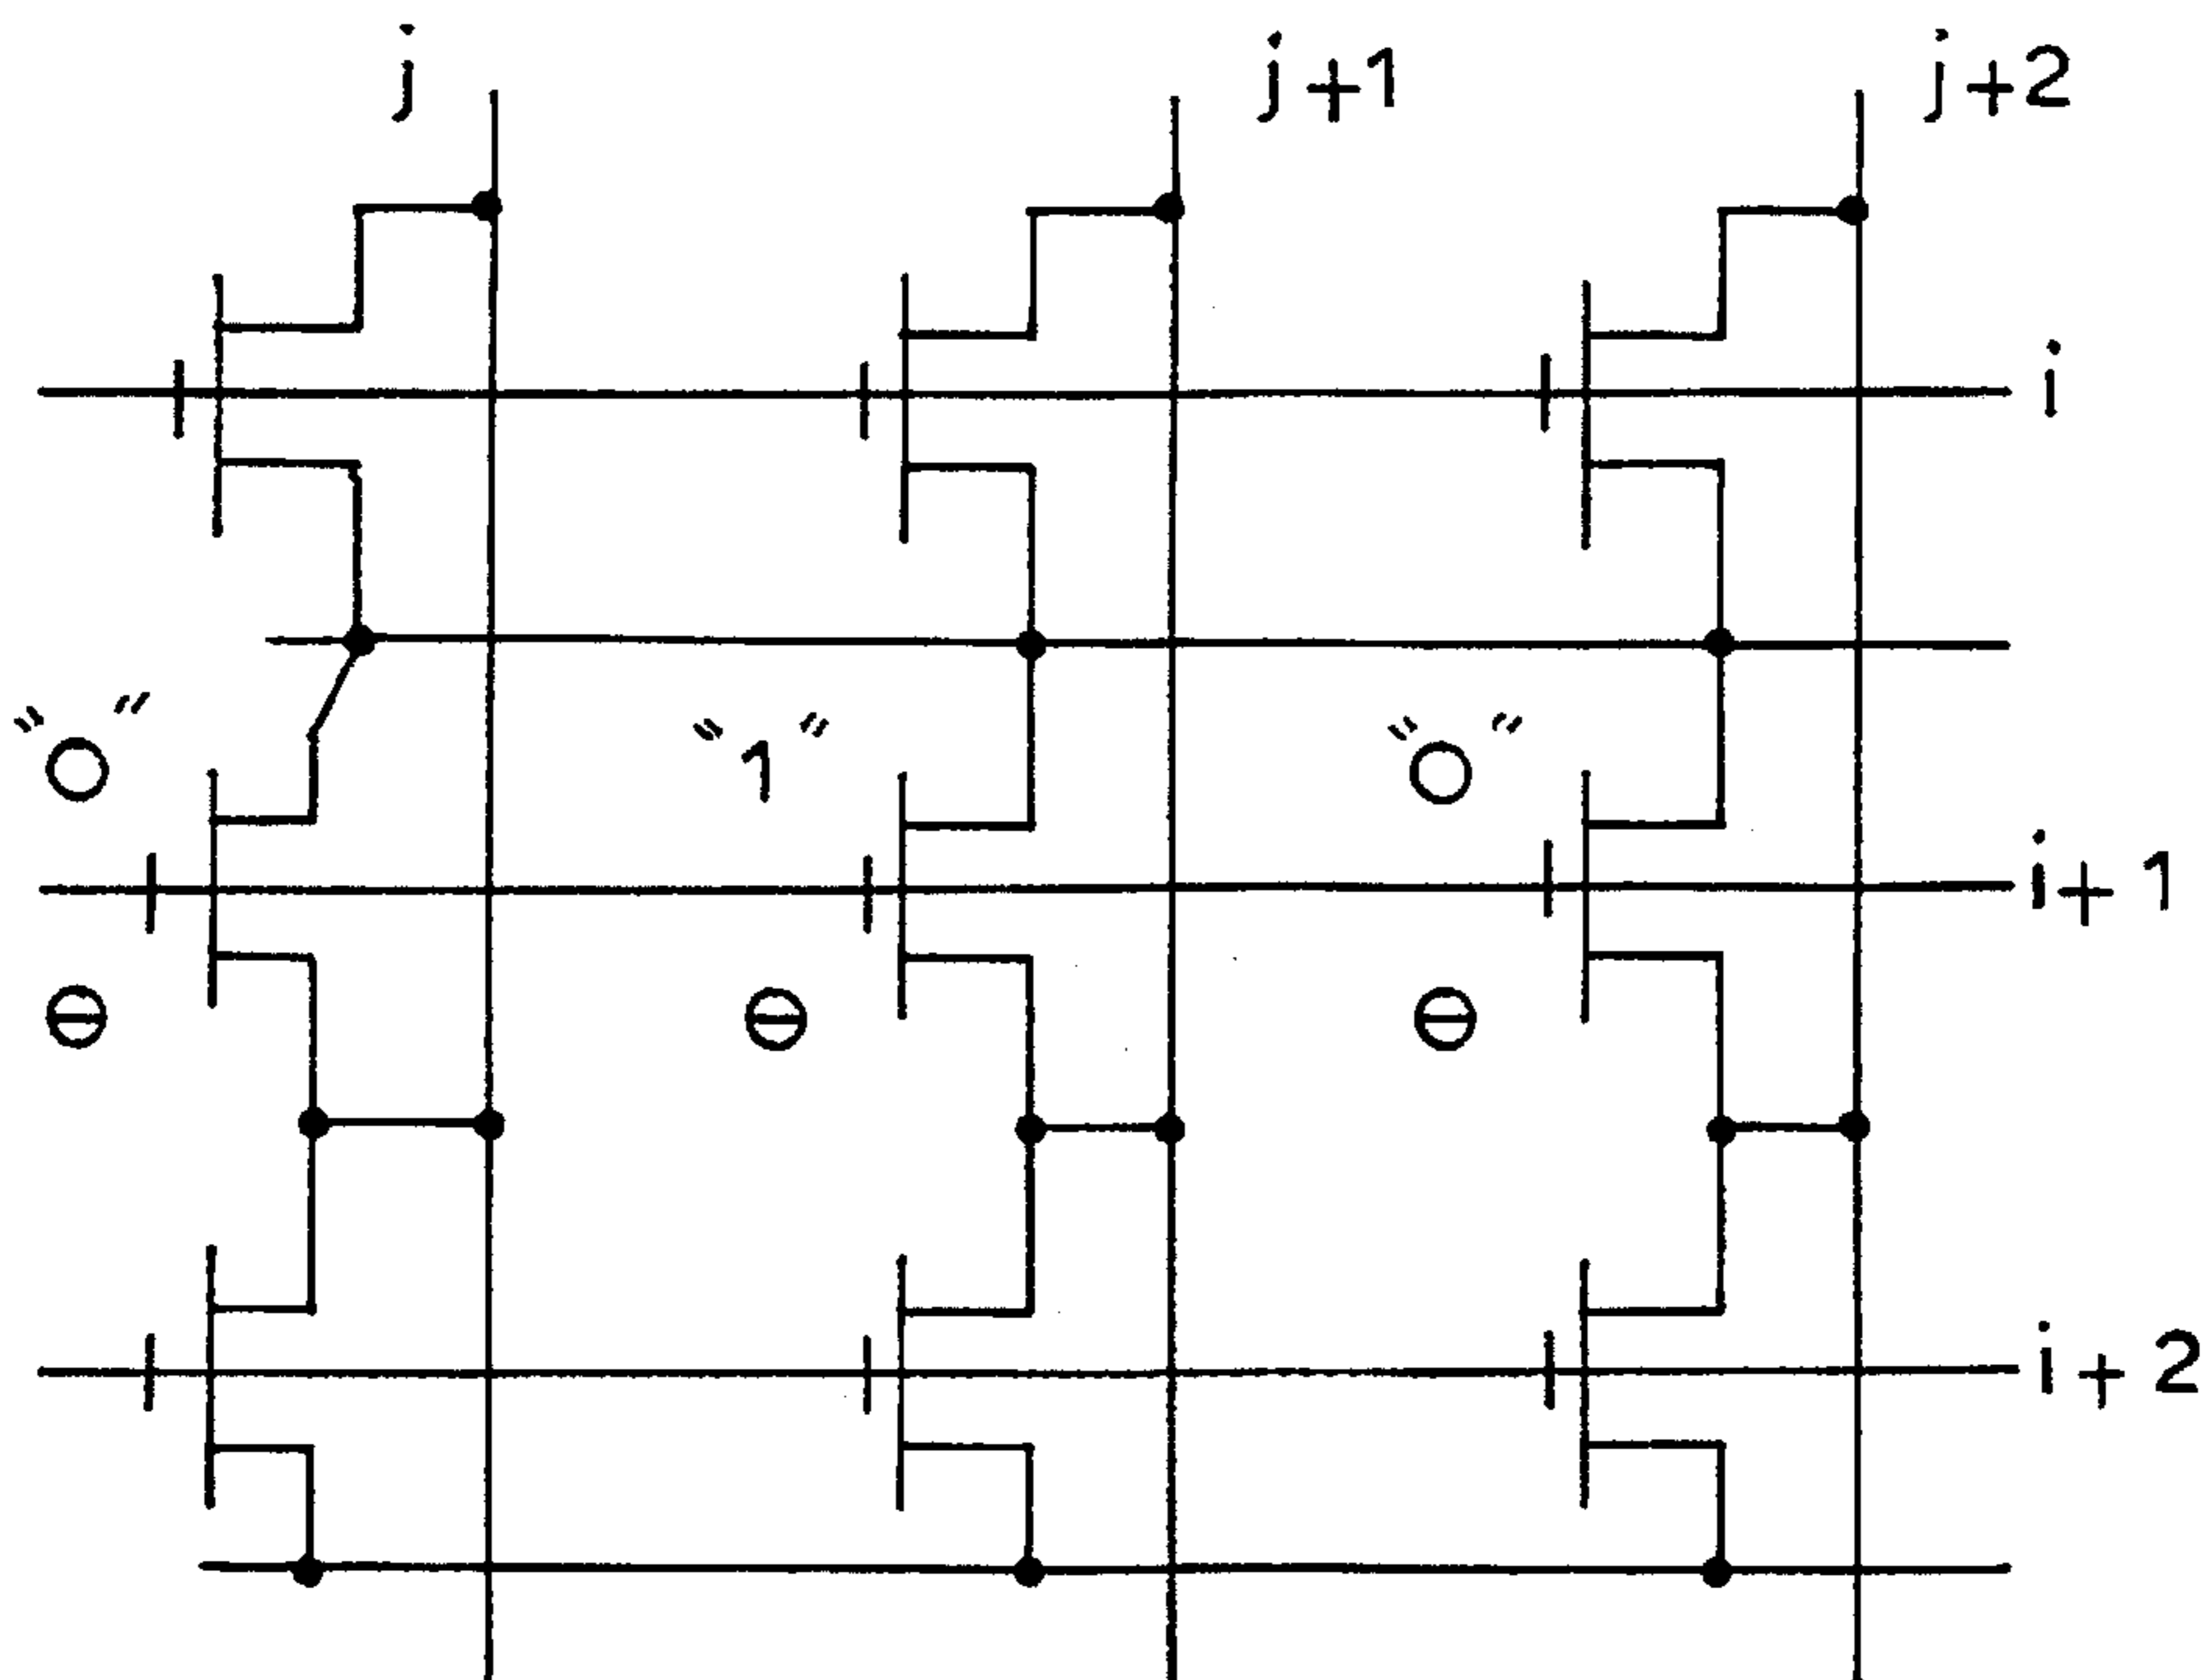 j j+1 j+2
i
"0" "1" "0"
i+1
⊖ ⊖ ⊖
i+2